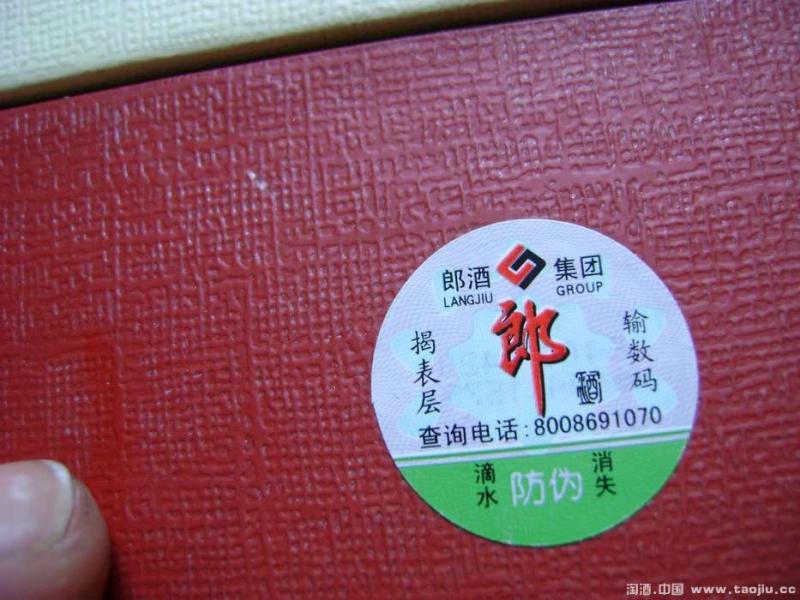 郎酒 集团
LANGJIU GROUP
郎
酒
揭表层
输数码
查询电话:8008691070
滴水 防伪 消失
淘酒.中国 www.taojiu.cc